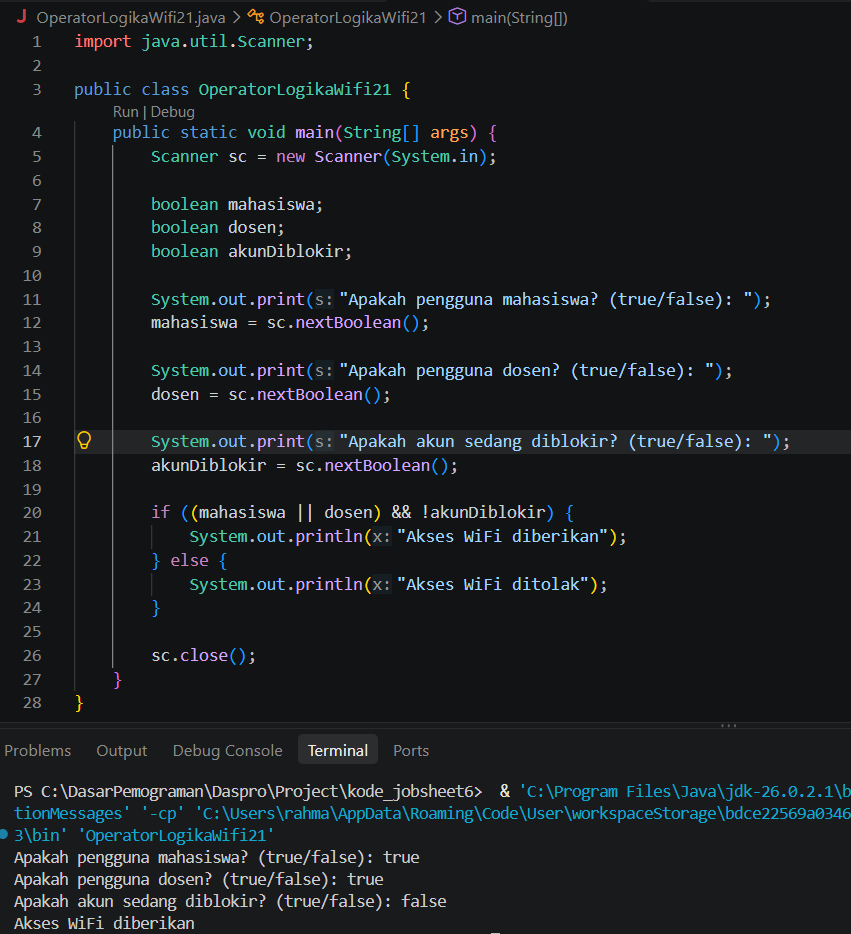 OperatorLogikaWifi21.java > OperatorLogikaWifi21 > main(String[])
1 import java.util.Scanner;
2
3 public class OperatorLogikaWifi21 {
Run | Debug
4 public static void main(String[] args) {
5 Scanner sc = new Scanner(System.in);
6
7 boolean mahasiswa;
8 boolean dosen;
9 boolean akunDiblokir;
10
11 System.out.print(s: "Apakah pengguna mahasiswa? (true/false): ");
12 mahasiswa = sc.nextBoolean();
13
14 System.out.print(s: "Apakah pengguna dosen? (true/false): ");
15 dosen = sc.nextBoolean();
16
17 System.out.print(s: "Apakah akun sedang diblokir? (true/false): ");
18 akunDiblokir = sc.nextBoolean();
19
20 if ((mahasiswa || dosen) && !akunDiblokir) {
21 System.out.println(x: "Akses WiFi diberikan");
22 } else {
23 System.out.println(x: "Akses WiFi ditolak");
24 }
25
26 sc.close();
27 }
28 }
Problems Output Debug Console Terminal Ports
PS C:\DasarPemograman\Daspro\Project\kode_jobsheet6> & 'C:\Program Files\Java\jdk-26.0.2.1\b
tionMessages' '-cp' 'C:\Users\rahma\AppData\Roaming\Code\User\workspaceStorage\bdce22569a0346
3\bin' 'OperatorLogikaWifi21'
Apakah pengguna mahasiswa? (true/false): true
Apakah pengguna dosen? (true/false): true
Apakah akun sedang diblokir? (true/false): false
Akses WiFi diberikan